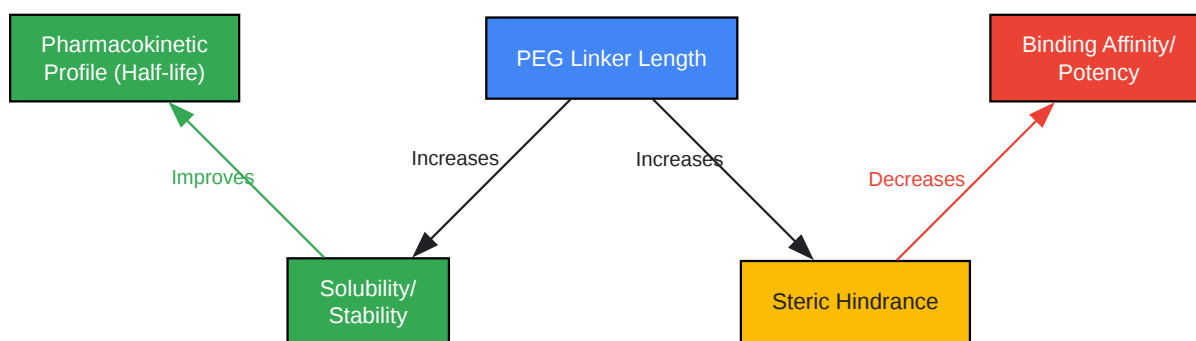 Pharmacokinetic
Profile (Half-life)
PEG Linker Length
Binding Affinity/
Potency
Increases
Increases
Improves
Decreases
Solubility/
Stability
Steric Hindrance